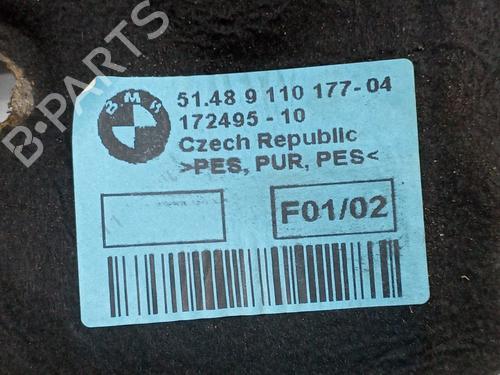 B-PARTS
BMW
51.48 9 110 177-04
172495-10
Czech Republic
>PES, PUR, PES<
F01/02